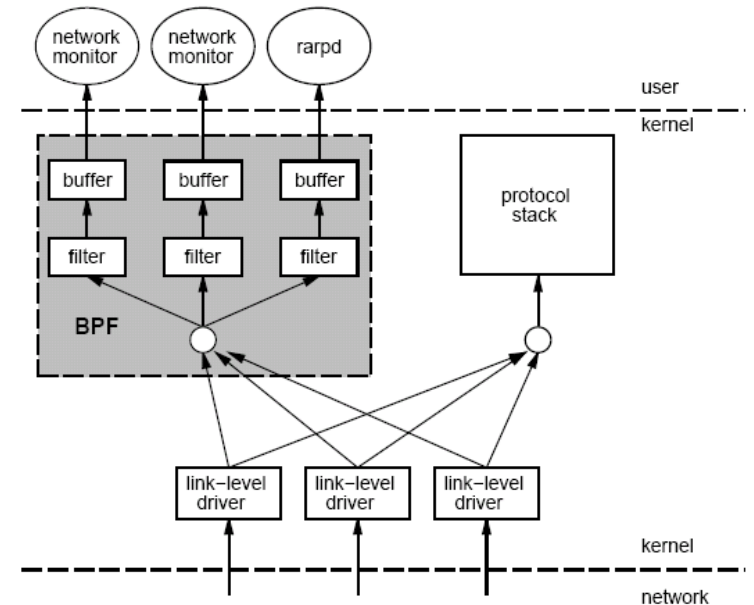 network
monitor
network
monitor
rarpd
user
kernel
buffer
buffer
buffer
protocol
stack
filter
filter
filter
BPF
link-level
driver
link-level
driver
link-level
driver
kernel
network